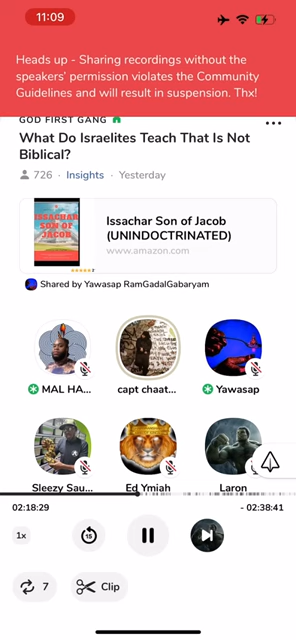 11:09
Heads up - Sharing recordings without the
speakers' permission violates the Community
Guidelines and will result in suspension. Thx!
GOD FIRST GANG
What Do Israelites Teach That Is Not
Biblical?
726 · Insights · Yesterday
ISSACHAR
SON OF
JACOB
Issachar Son of Jacob
(UNINDOCTRINATED)
www.amazon.com
Shared by Yawasap RamGadalGabaryam
MAL HA...
capt chaat...
Yawasap
Sleezy Sau...
Ed Ymiah
Laron
02:18:29
- 02:38:41
1x
15
7
Clip